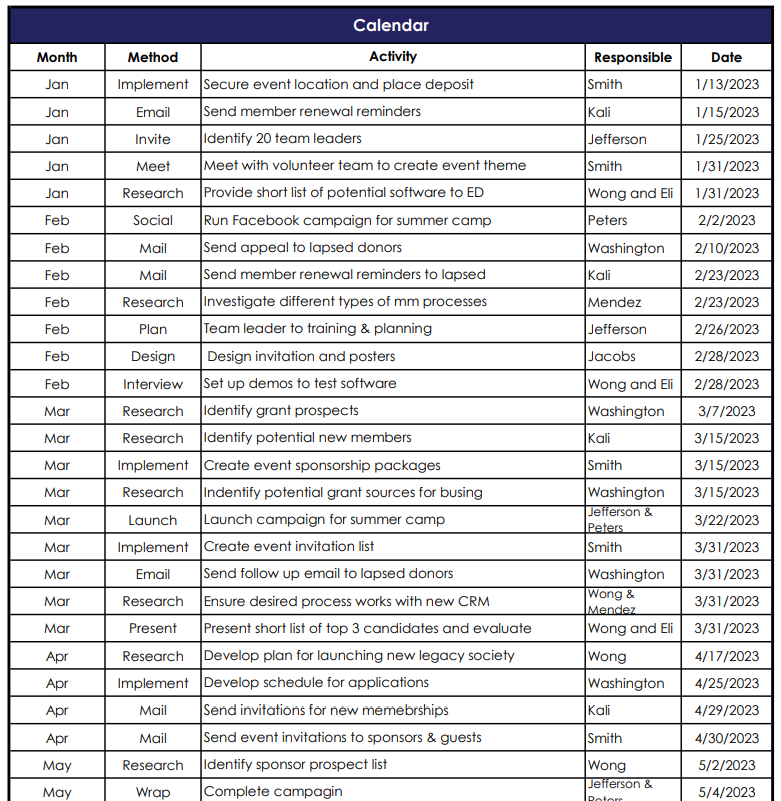 Calendar
Month Method Activity Responsible Date
Jan Implement Secure event location and place deposit Smith 1/13/2023
Jan Email Send member renewal reminders Kali 1/15/2023
Jan Invite Identify 20 team leaders Jefferson 1/25/2023
Jan Meet Meet with volunteer team to create event theme Smith 1/31/2023
Jan Research Provide short list of potential software to ED Wong and Eli 1/31/2023
Feb Social Run Facebook campaign for summer camp Peters 2/2/2023
Feb Mail Send appeal to lapsed donors Washington 2/10/2023
Feb Mail Send member renewal reminders to lapsed Kali 2/23/2023
Feb Research Investigate different types of mm processes Mendez 2/23/2023
Feb Plan Team leader to training & planning Jefferson 2/26/2023
Feb Design Design invitation and posters Jacobs 2/28/2023
Feb Interview Set up demos to test software Wong and Eli 2/28/2023
Mar Research Identify grant prospects Washington 3/7/2023
Mar Research Identify potential new members Kali 3/15/2023
Mar Implement Create event sponsorship packages Smith 3/15/2023
Mar Research Indentify potential grant sources for busing Washington 3/15/2023
Mar Launch Launch campaign for summer camp Jefferson & Peters 3/22/2023
Mar Implement Create event invitation list Smith 3/31/2023
Mar Email Send follow up email to lapsed donors Washington 3/31/2023
Mar Research Ensure desired process works with new CRM Wong & Mendez 3/31/2023
Mar Present Present short list of top 3 candidates and evaluate Wong and Eli 3/31/2023
Apr Research Develop plan for launching new legacy society Wong 4/17/2023
Apr Implement Develop schedule for applications Washington 4/25/2023
Apr Mail Send invitations for new memebrships Kali 4/29/2023
Apr Mail Send event invitations to sponsors & guests Smith 4/30/2023
May Research Identify sponsor prospect list Wong 5/2/2023
May Wrap Complete campagin Jefferson & Peters 5/4/2023